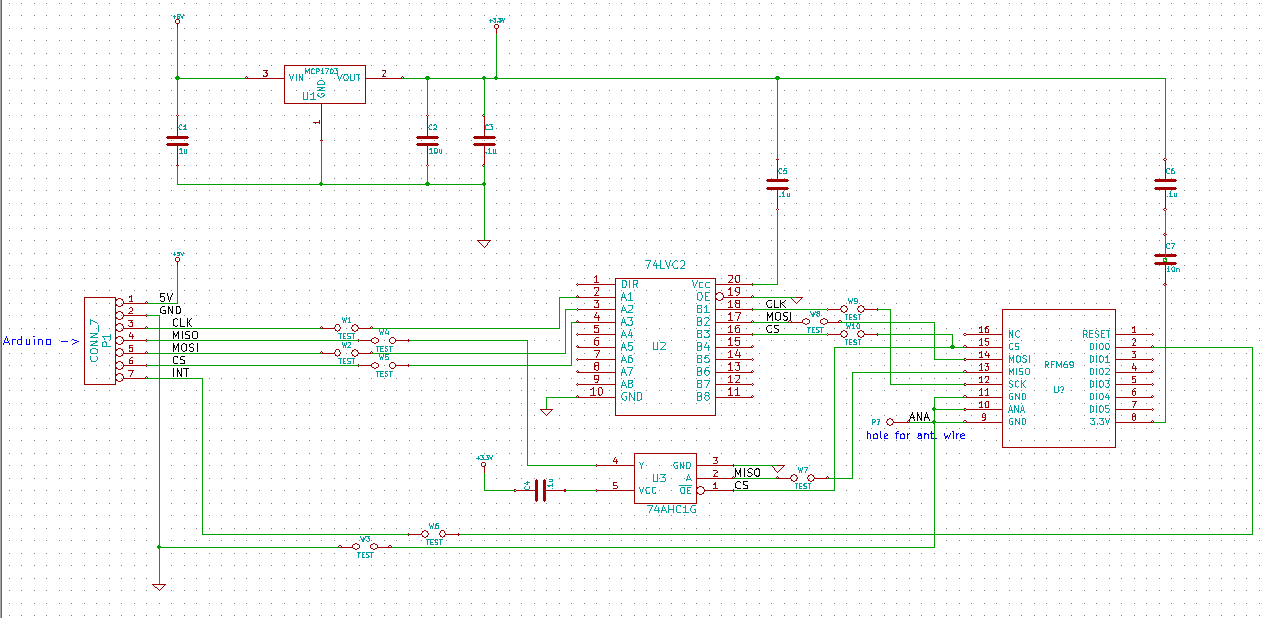 +5V
+3.3V
3 VIN MCP1703 VOUT 2
U1 GND
1
C1
1u
C2
10u
C3
.1u
C5
.1u
C6
.1u
C7
10n
+5V
Arduino -->
CONN_7
P1
1 5V
2 GND
3 CLK
4 MISO
5 MOSI
6 CS
7 INT
W1
TEST
W4
TEST
W2
TEST
W5
TEST
74LVC2
U2
1 DIR Vcc 20
2 A1 OE 19
3 A2 B1 18 CLK
4 A3 B2 17 MOSI
5 A4 B3 16 CS
6 A5 B4 15
7 A6 B5 14
8 A7 B6 13
9 A8 B7 12
10 GND B8 11
W9
TEST
W8
TEST
W10
TEST
16 NC RESET 1
15 CS DIO0 2
14 MOSI DIO1 3
13 MISO DIO2 4
12 SCK DIO3 5
11 GND DIO4 6
10 ANA DIO5 7
9 GND 3.3V 8
RFM69
U?
P? ANA
hole for ant. wire
+3.3V
C4
.1u
4 Y GND 3
U3 A 2 MISO
5 VCC OE 1 CS
74AHC1G
W7
TEST
W6
TEST
W3
TEST